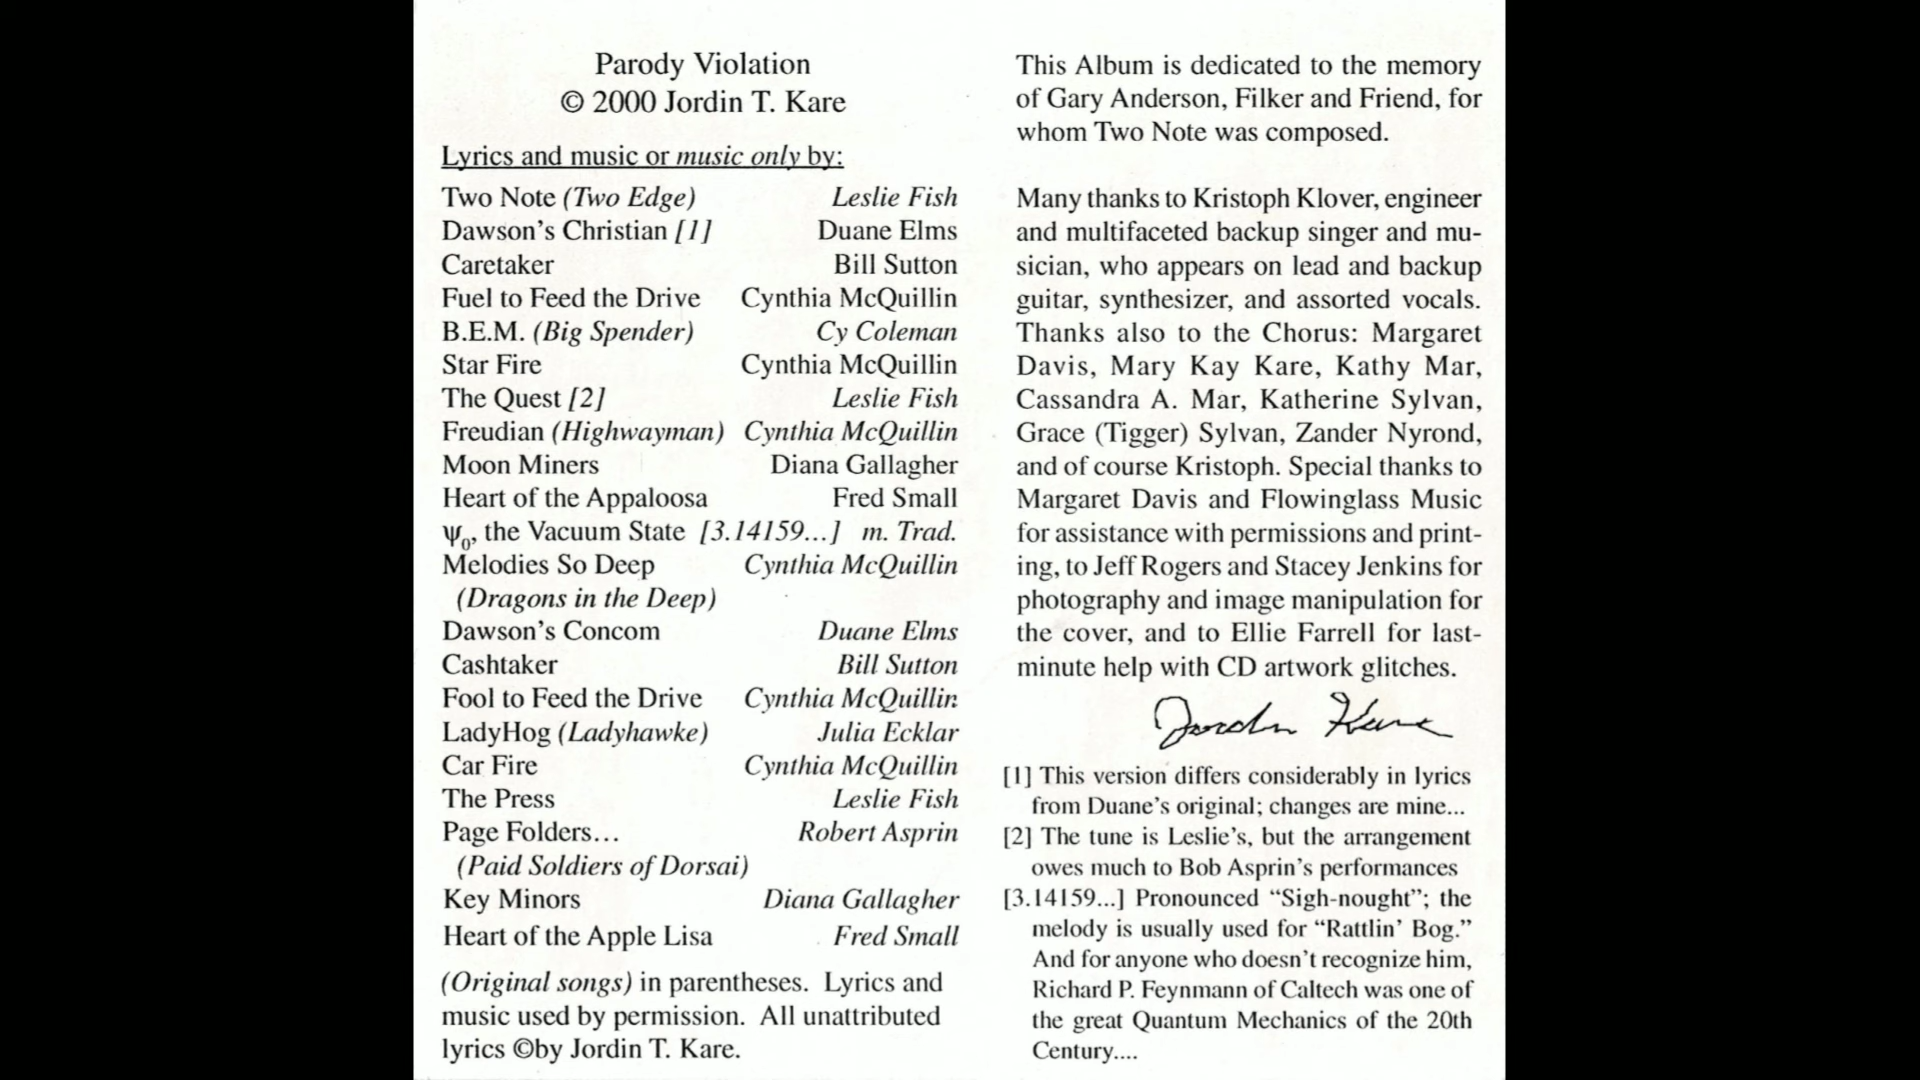 Parody Violation
© 2000 Jordin T. Kare
Lyrics and music or music only by:
Two Note (Two Edge) Leslie Fish
Dawson's Christian [1] Duane Elms
Caretaker Bill Sutton
Fuel to Feed the Drive Cynthia McQuillin
B.E.M. (Big Spender) Cy Coleman
Star Fire Cynthia McQuillin
The Quest [2] Leslie Fish
Freudian (Highwayman) Cynthia McQuillin
Moon Miners Diana Gallagher
Heart of the Appaloosa Fred Small
ψ0, the Vacuum State [3.14159...] m. Trad.
Melodies So Deep Cynthia McQuillin
(Dragons in the Deep)
Dawson's Concom Duane Elms
Cashtaker Bill Sutton
Fool to Feed the Drive Cynthia McQuillin
LadyHog (Ladyhawke) Julia Ecklar
Car Fire Cynthia McQuillin
The Press Leslie Fish
Page Folders… Robert Asprin
(Paid Soldiers of Dorsai)
Key Minors Diana Gallagher
Heart of the Apple Lisa Fred Small
(Original songs) in parentheses. Lyrics and
music used by permission. All unattributed
lyrics ©by Jordin T. Kare.
This Album is dedicated to the memory
of Gary Anderson, Filker and Friend, for
whom Two Note was composed.
Many thanks to Kristoph Klover, engineer
and multifaceted backup singer and mu-
sician, who appears on lead and backup
guitar, synthesizer, and assorted vocals.
Thanks also to the Chorus: Margaret
Davis, Mary Kay Kare, Kathy Mar,
Cassandra A. Mar, Katherine Sylvan,
Grace (Tigger) Sylvan, Zander Nyrond,
and of course Kristoph. Special thanks to
Margaret Davis and Flowinglass Music
for assistance with permissions and print-
ing, to Jeff Rogers and Stacey Jenkins for
photography and image manipulation for
the cover, and to Ellie Farrell for last-
minute help with CD artwork glitches.
Jordin Kare
[1] This version differs considerably in lyrics
from Duane's original; changes are mine...
[2] The tune is Leslie's, but the arrangement
owes much to Bob Asprin's performances
[3.14159...] Pronounced “Sigh-nought”; the
melody is usually used for “Rattlin’ Bog.”
And for anyone who doesn't recognize him,
Richard P. Feynmann of Caltech was one of
the great Quantum Mechanics of the 20th
Century....